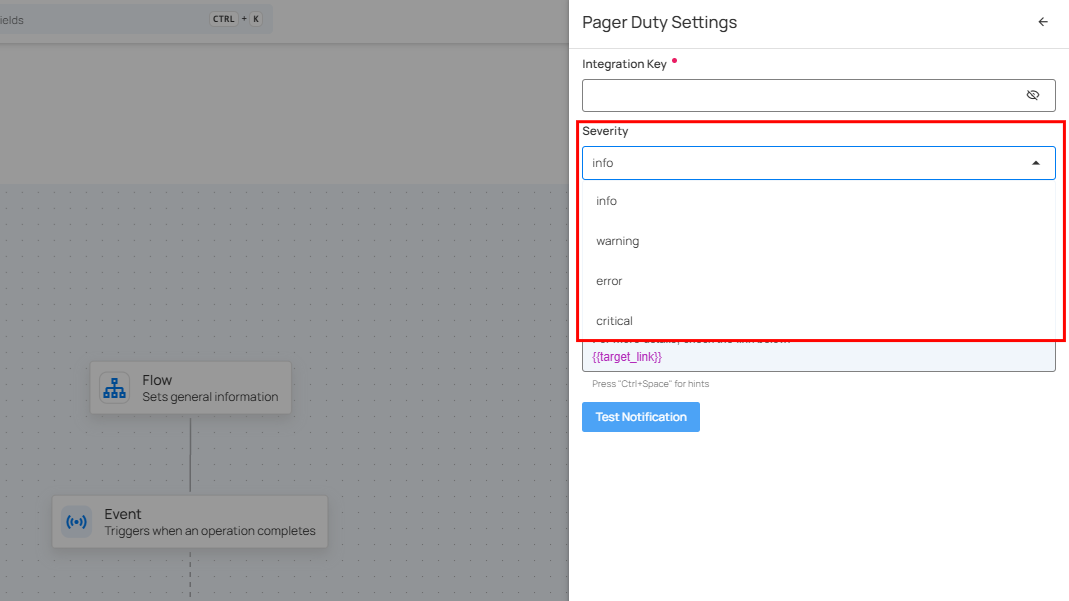 ields
CTRL + K
Pager Duty Settings
Integration Key
Severity
info
info
warning
error
critical
{{target_link}}
Press "Ctrl+Space" for hints
Test Notification
Flow
Sets general information
Event
Triggers when an operation completes